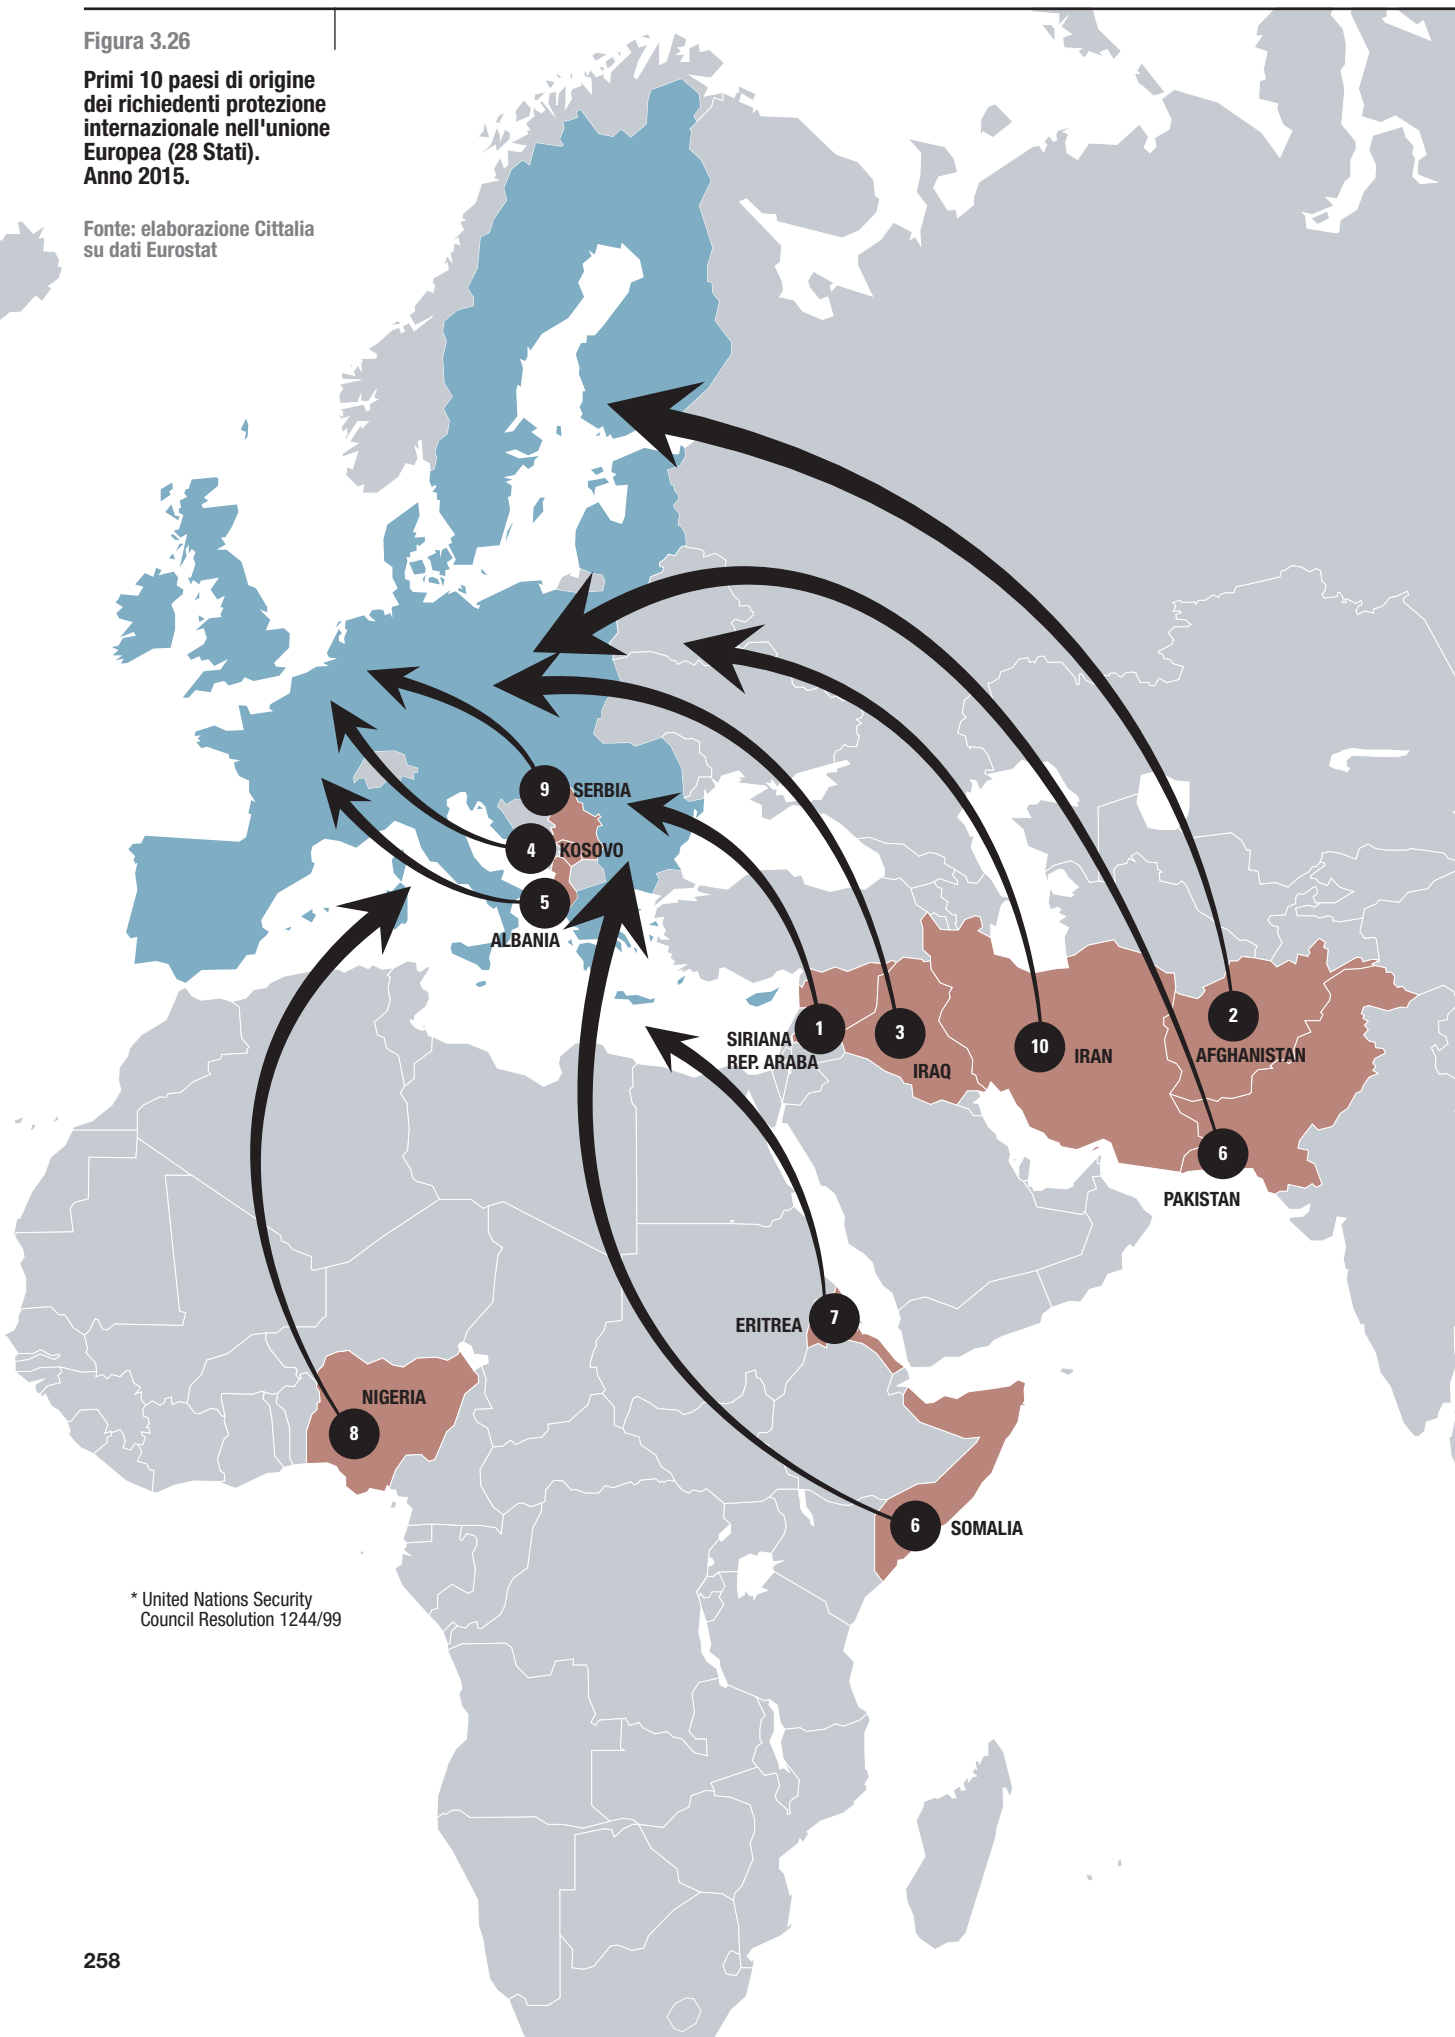 Figura 3.26
Primi 10 paesi di origine
dei richiedenti protezione
internazionale nell'unione
Europea (28 Stati).
Anno 2015.
Fonte: elaborazione Cittalia
su dati Eurostat
9
SERBIA
4
KOSOVO
5
ALBANIA
1
SIRIANA
REP. ARABA
3
IRAQ
10
IRAN
2
AFGHANISTAN
6
PAKISTAN
7
ERITREA
NIGERIA
8
6
SOMALIA
* United Nations Security
Council Resolution 1244/99
258